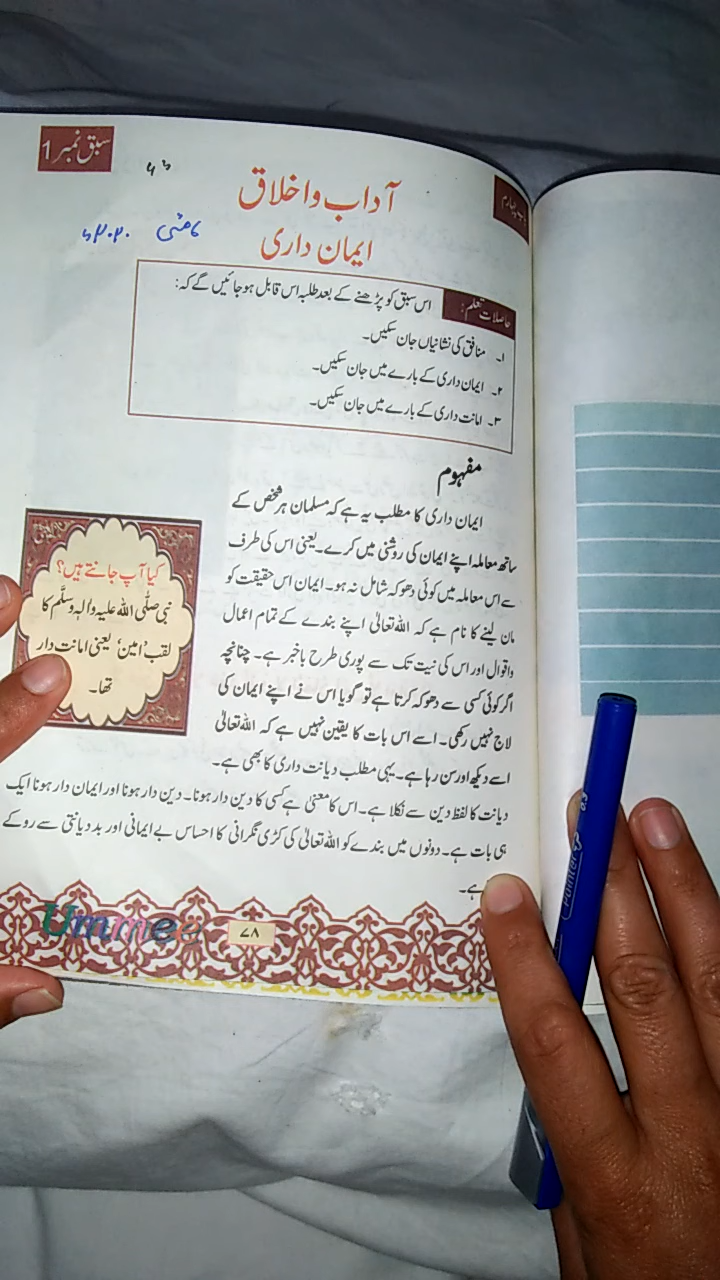 سبق نمبر 1
باب چہارم
آداب و اخلاق
ایمان داری
۶ مئی ۲۰۲۰ء
حاصلات تعلم:
اس سبق کو پڑھنے کے بعد طلبہ اس قابل ہو جائیں گے کہ:
۱۔ منافق کی نشانیاں جان سکیں۔
۲۔ ایمان داری کے بارے میں جان سکیں۔
۳۔ امانت داری کے بارے میں جان سکیں۔
مفہوم
ایمان داری کا مطلب یہ ہے کہ مسلمان ہر شخص کے
ساتھ معاملہ اپنے ایمان کی روشنی میں کرے۔ یعنی اس کی طرف
سے اس معاملہ میں کوئی دھوکہ شامل نہ ہو۔ ایمان اس حقیقت کو
مان لینے کا نام ہے کہ اللہ تعالیٰ اپنے بندے کے تمام اعمال
و اقوال اور اس کی نیت تک سے پوری طرح باخبر ہے۔ چنانچہ
اگر کوئی کسی سے دھوکہ کرتا ہے تو گویا اس نے اپنے ایمان کی
لاج نہیں رکھی۔ اسے اس بات کا یقین نہیں ہے کہ اللہ تعالیٰ
اسے دیکھ اور سن رہا ہے۔ یہی مطلب دیانت داری کا بھی ہے۔
دیانت کا لفظ دین سے نکلا ہے۔ اس کا معنیٰ ہے کسی کا دین دار ہونا۔ دین دار ہونا اور ایمان دار ہونا ایک
ہی بات ہے۔ دونوں میں بندے کو اللہ تعالیٰ کی کڑی نگرانی کا احساس بے ایمانی اور بددیانتی سے روکے
ہے۔
کیا آپ جانتے ہیں؟
نبی صلی اللہ علیہ وآلہ وسلم کا
لقب 'امین' یعنی امانت دار
تھا۔
۷۸
Ummee